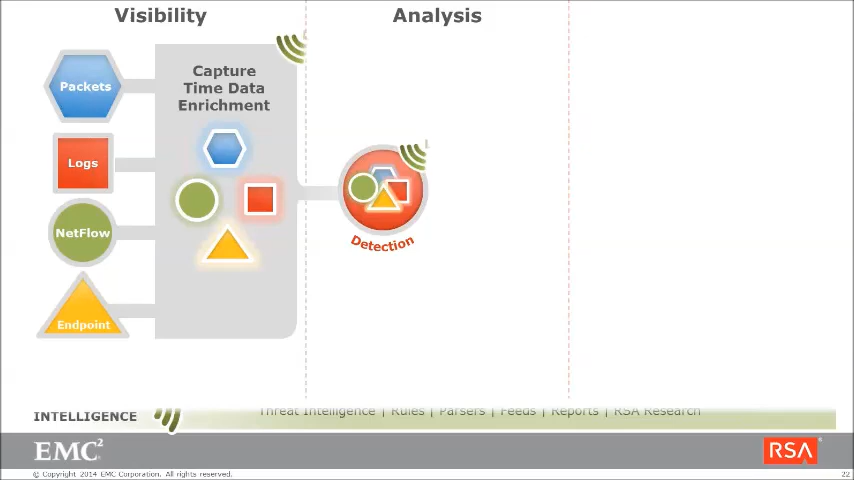 Visibility
Analysis
Packets
Capture
Time Data
Enrichment
Logs
NetFlow
Detection
Endpoint
INTELLIGENCE
Threat Intelligence | Rules | Parsers | Feeds | Reports | RSA Research
EMC²
RSA
© Copyright 2014 EMC Corporation. All rights reserved.
22